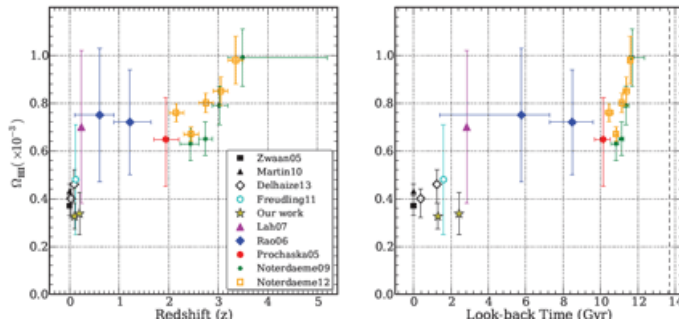 Ω_HI(×10⁻³)
1.0
0.8
0.6
0.4
0.2
0.0
Zwaan05
Martin10
Delhaize13
Freudling11
Our work
Lah07
Rao06
Prochaska05
Noterdaeme09
Noterdaeme12
0 1 2 3 4 5
Redshift (z)
1.0
0.8
0.6
0.4
0.2
0.0
0 2 4 6 8 10 12 14
Look-back Time (Gyr)